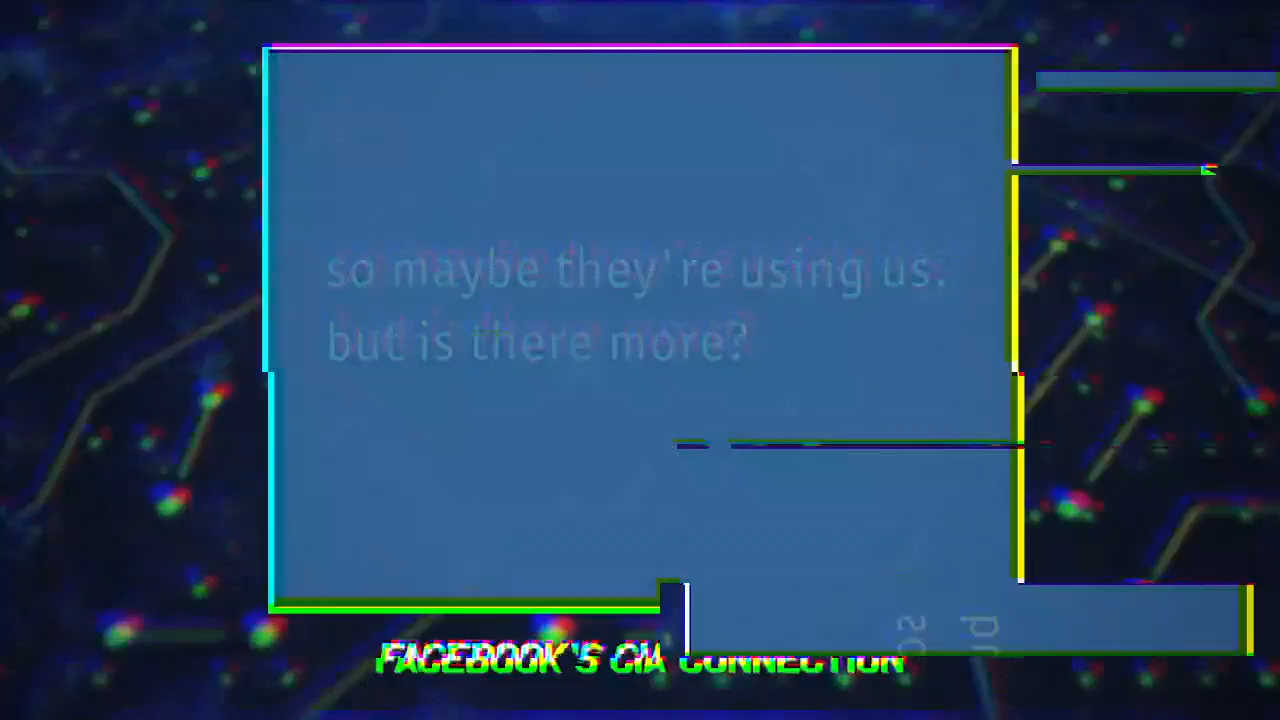 so maybe they're using us.
but is there more?
FACEBOOK'S CIA CONNECTION